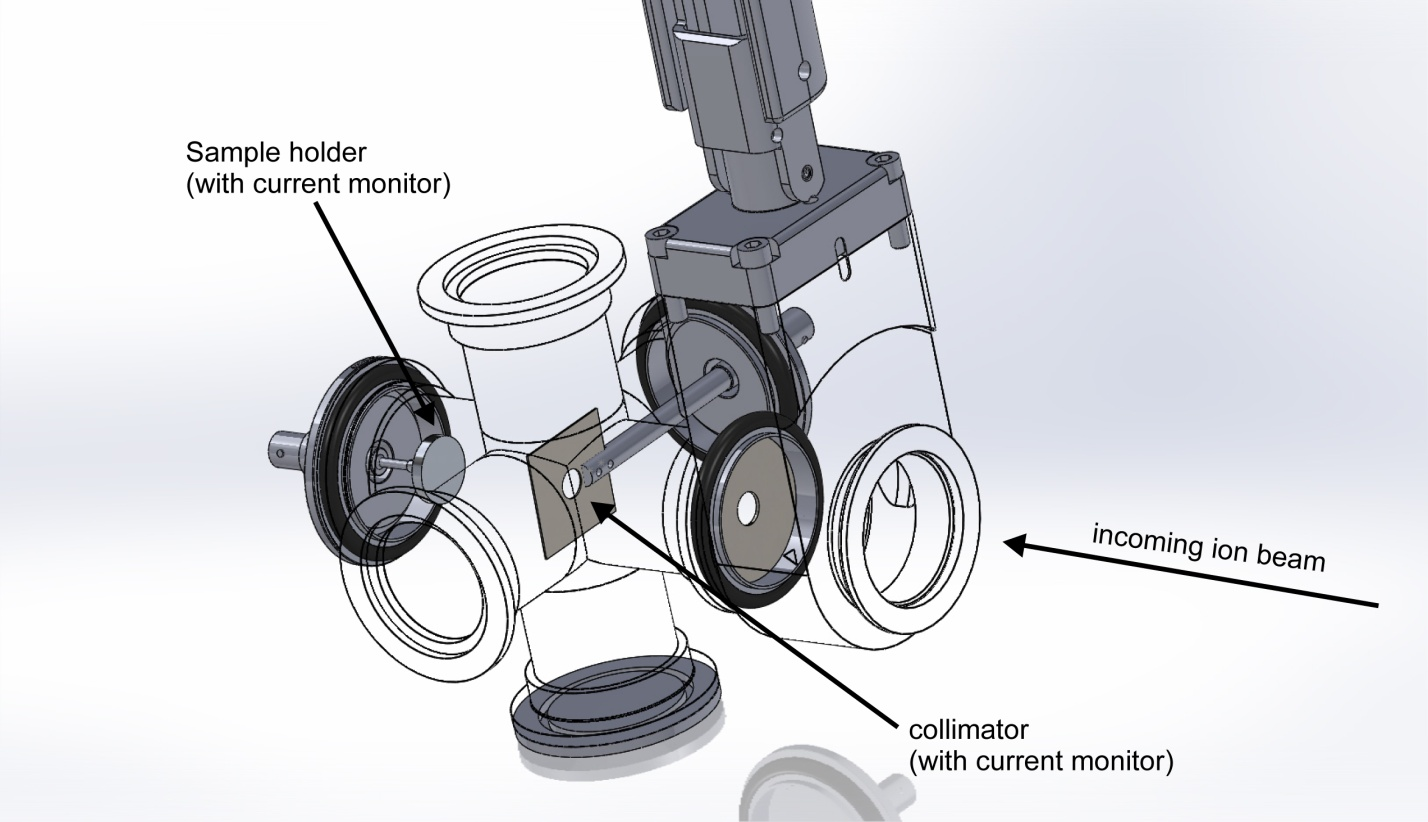 Sample holder
(with current monitor)
incoming ion beam
collimator
(with current monitor)